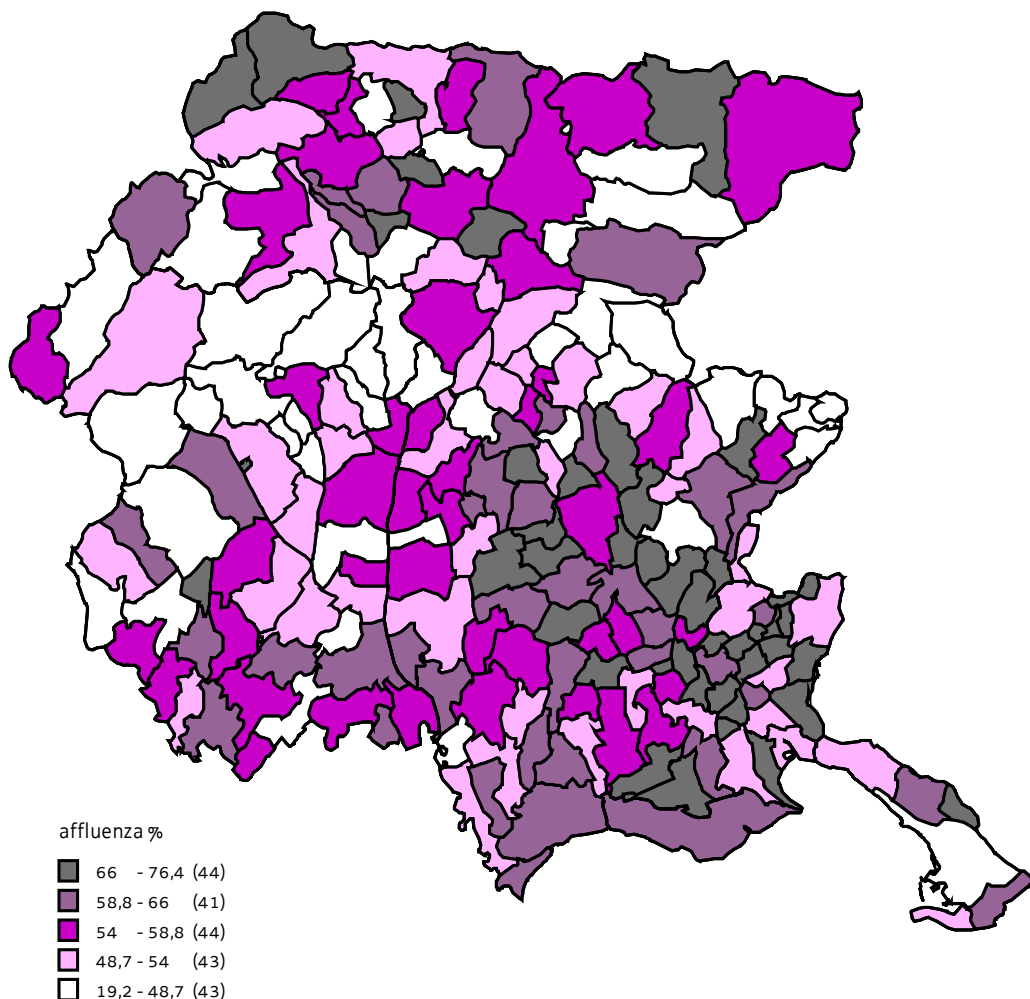 affluenza %
66 - 76,4 (44)
58,8 - 66 (41)
54 - 58,8 (44)
48,7 - 54 (43)
19,2 - 48,7 (43)